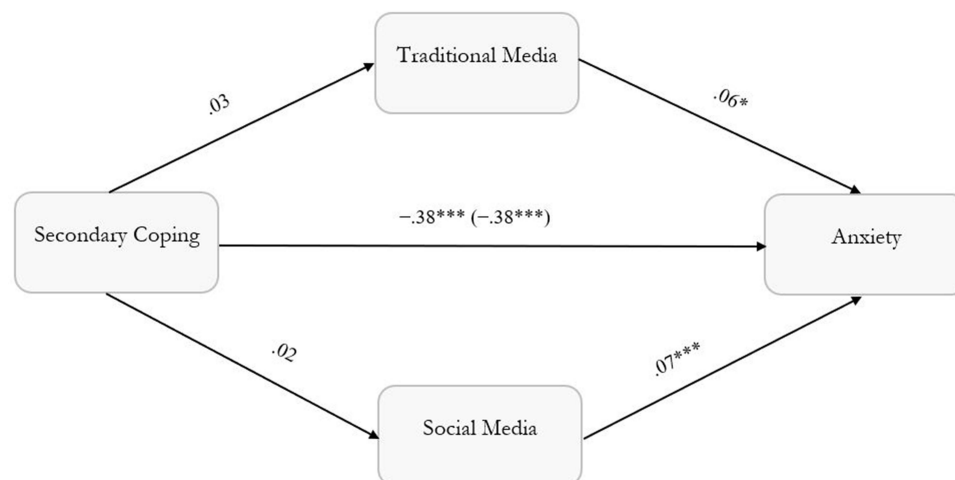 Traditional Media
.03
.06*
−.38*** (−.38***)
Secondary Coping
Anxiety
.02
.07***
Social Media